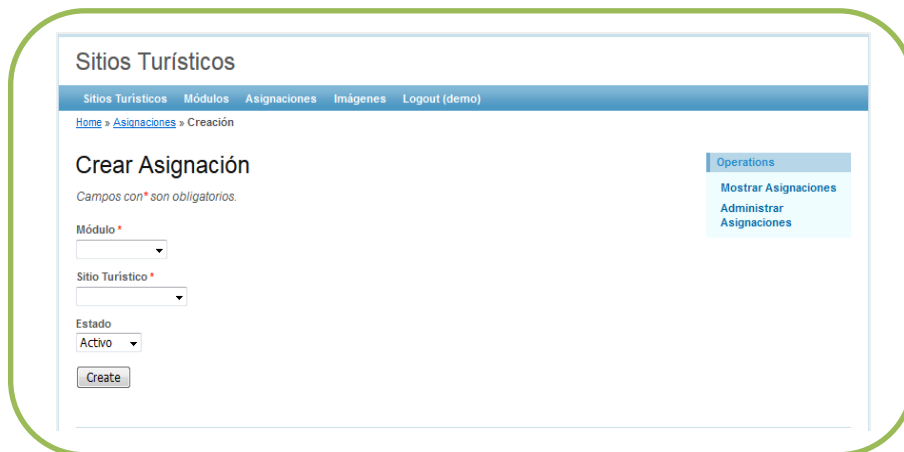 Sitios Turísticos
Sitios Turisticos Módulos Asignaciones Imágenes Logout (demo)
Home » Asignaciones » Creación
Crear Asignación
Campos con* son obligatorios.
Módulo *
Sitio Turístico *
Estado
Activo
Create
Operations
Mostrar Asignaciones
Administrar
Asignaciones